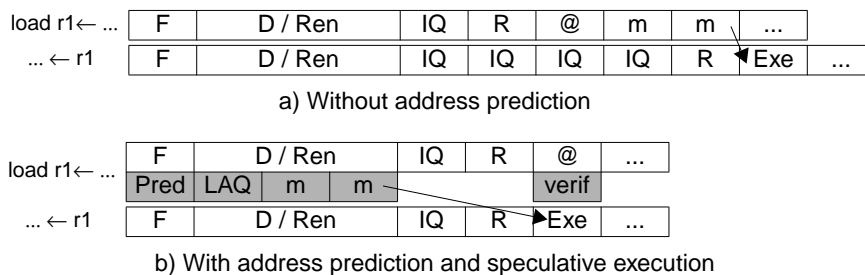 load r1← ... F D / Ren IQ R @ m m ...
... ← r1 F D / Ren IQ IQ IQ IQ R Exe ...
a) Without address prediction
load r1← ... F D / Ren IQ R @ ...
Pred LAQ m m verif
... ← r1 F D / Ren IQ R Exe ...
b) With address prediction and speculative execution